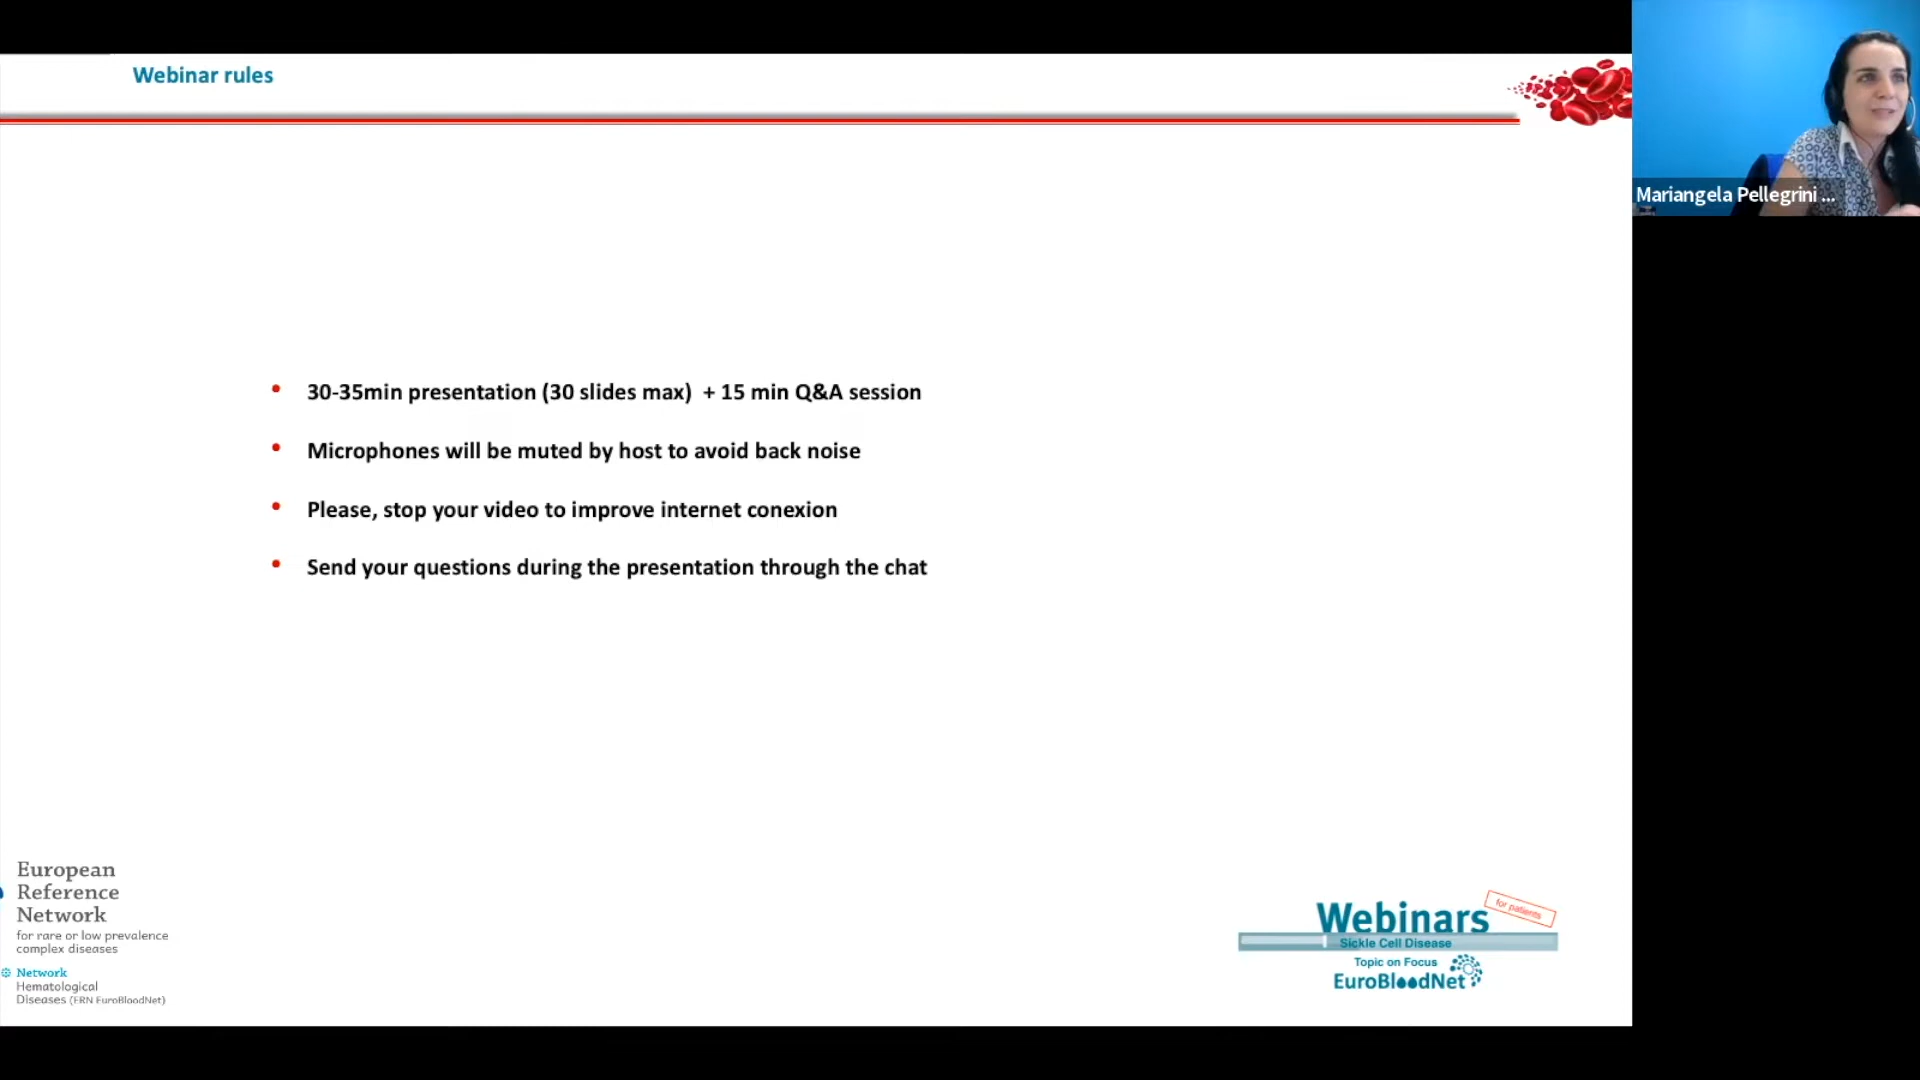 Webinar rules
Mariangela Pellegrini ...
• 30-35min presentation (30 slides max) + 15 min Q&A session
• Microphones will be muted by host to avoid back noise
• Please, stop your video to improve internet conexion
• Send your questions during the presentation through the chat
European
Reference
Network
for rare or low prevalence
complex diseases
Network
Hematological
Diseases (ERN EuroBloodNet)
Webinars
for patients
Sickle Cell Disease
Topic on Focus
EuroBloodNet